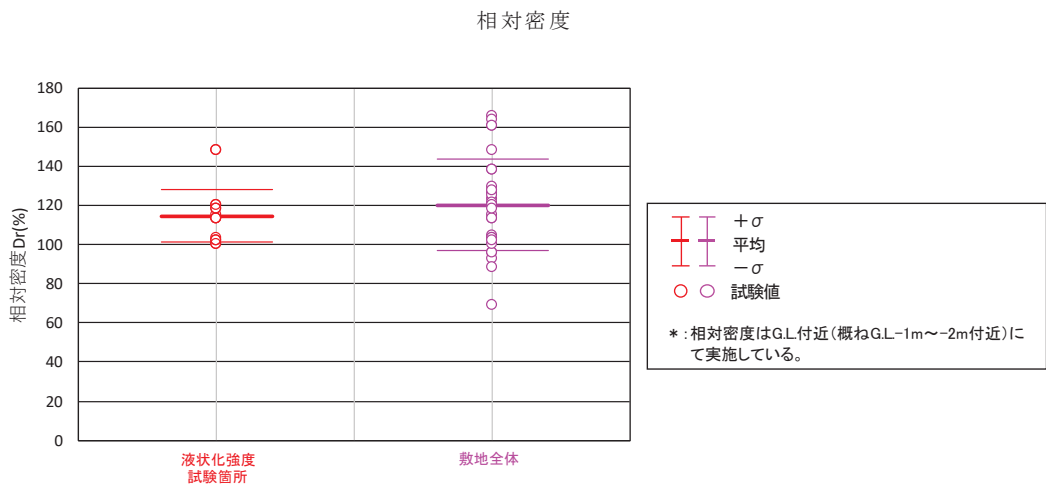 相対密度
180
160
140
120
100
80
60
40
20
0
相対密度Dr(%)
液状化強度
試験箇所
敷地全体
+σ
平均
-σ
試験値
*:相対密度はG.L.付近(概ねG.L.-1m~-2m付近)に
て実施している。